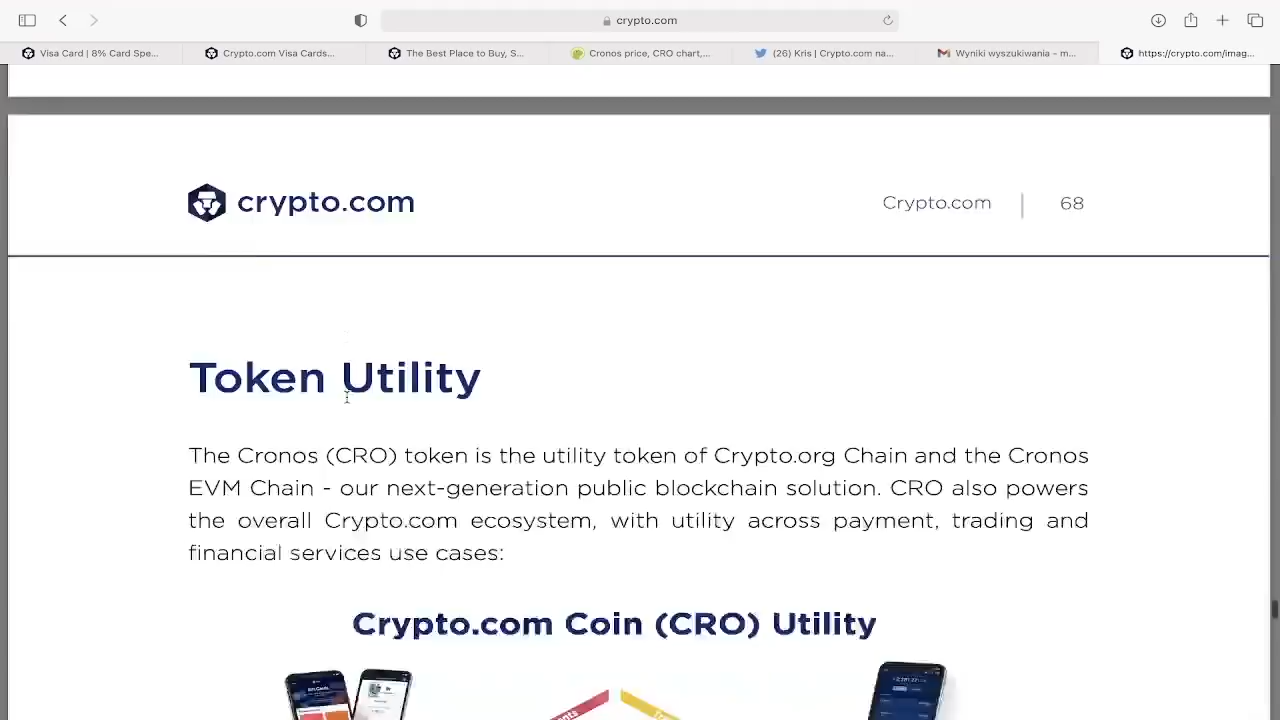 crypto.com
Visa Card | 8% Card Spe...
Crypto.com Visa Cards...
The Best Place to Buy, S...
Cronos price, CRO chart,...
(26) Kris | Crypto.com na...
Wyniki wyszukiwania - m...
https://crypto.com/imag...
crypto.com
Crypto.com | 68
Token Utility
The Cronos (CRO) token is the utility token of Crypto.org Chain and the Cronos
EVM Chain - our next-generation public blockchain solution. CRO also powers
the overall Crypto.com ecosystem, with utility across payment, trading and
financial services use cases:
Crypto.com Coin (CRO) Utility